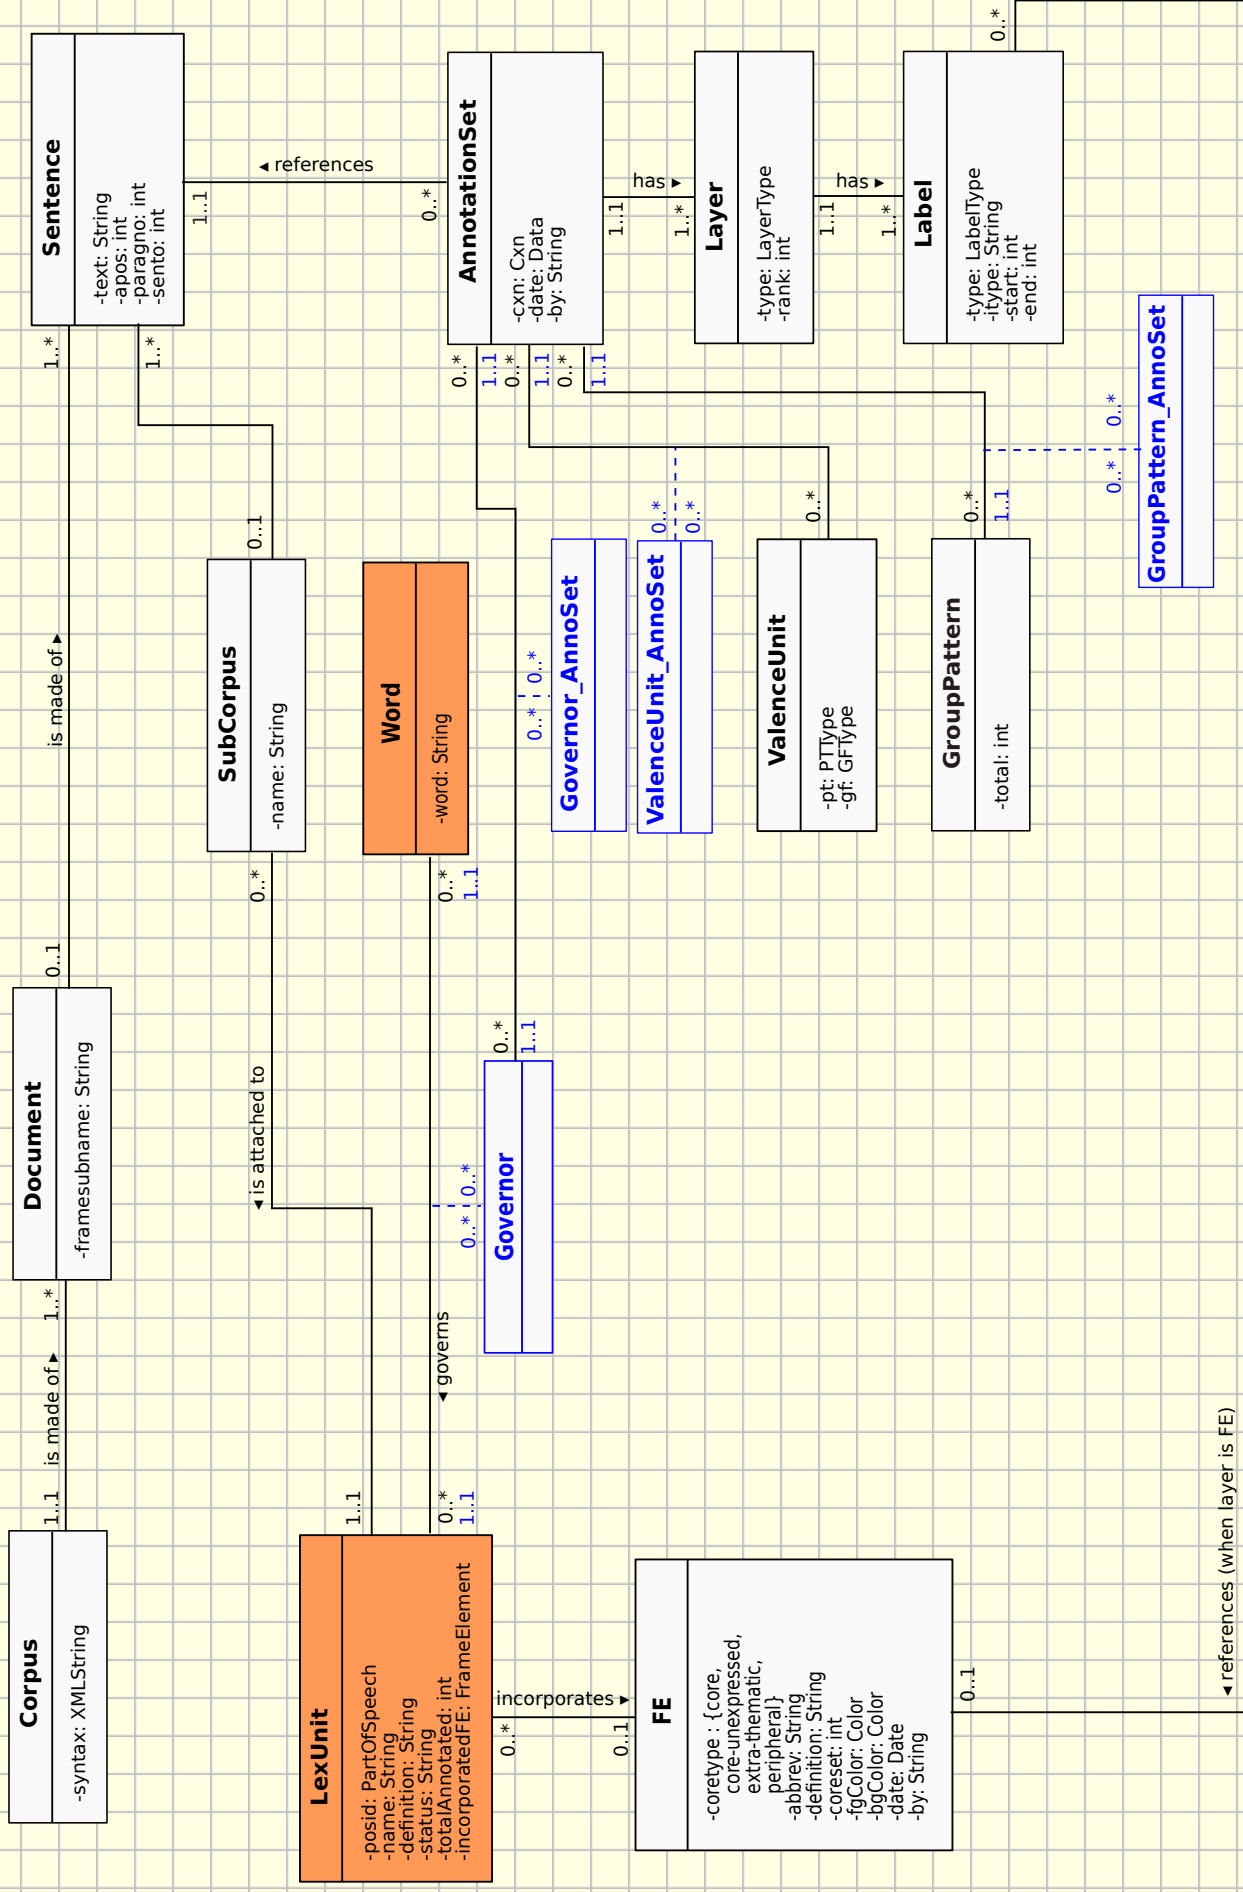 Corpus
-syntax: XMLString
1..1
is made of ►
1..*
Document
-framesubname: String
0..1
is made of ►
1..*
Sentence
-text: String
-apos: int
-paragno: int
-sento: int
1..*
0..1
SubCorpus
-name: String
0..*
◄ is attached to
1..1
LexUnit
-posid: PartOfSpeech
-name: String
-definition: String
-status: String
-totalAnnotated: int
-incorporatedFE: FrameElement
0..*
1..1
◄ governs
0..*
0..*
0..*
1..1
Word
-word: String
Governor
0..*
1..1
1..1
◄ references
0..*
AnnotationSet
-cxn: Cxn
-date: Data
-by: String
0..*
1..1
0..*
1..1
0..*
1..1
0..*
0..*
Governor_AnnoSet
0..*
0..*
ValenceUnit_AnnoSet
0..*
ValenceUnit
-pt: PTType
-gf: GFType
0..*
1..1
GroupPattern
-total: int
0..*
0..*
GroupPattern_AnnoSet
1..1
has ►
1..*
Layer
-type: LayerType
-rank: int
1..1
has ►
1..*
Label
-type: LabelType
-itype: String
-start: int
-end: int
0..*
0..*
incorporates ►
0..1
FE
-coretype : {core,
core-unexpressed,
extra-thematic,
peripheral}
-abbrev: String
-definition: String
-coreset: int
-fgColor: Color
-bgColor: Color
-date: Date
-by: String
0..1
◄ references (when layer is FE)